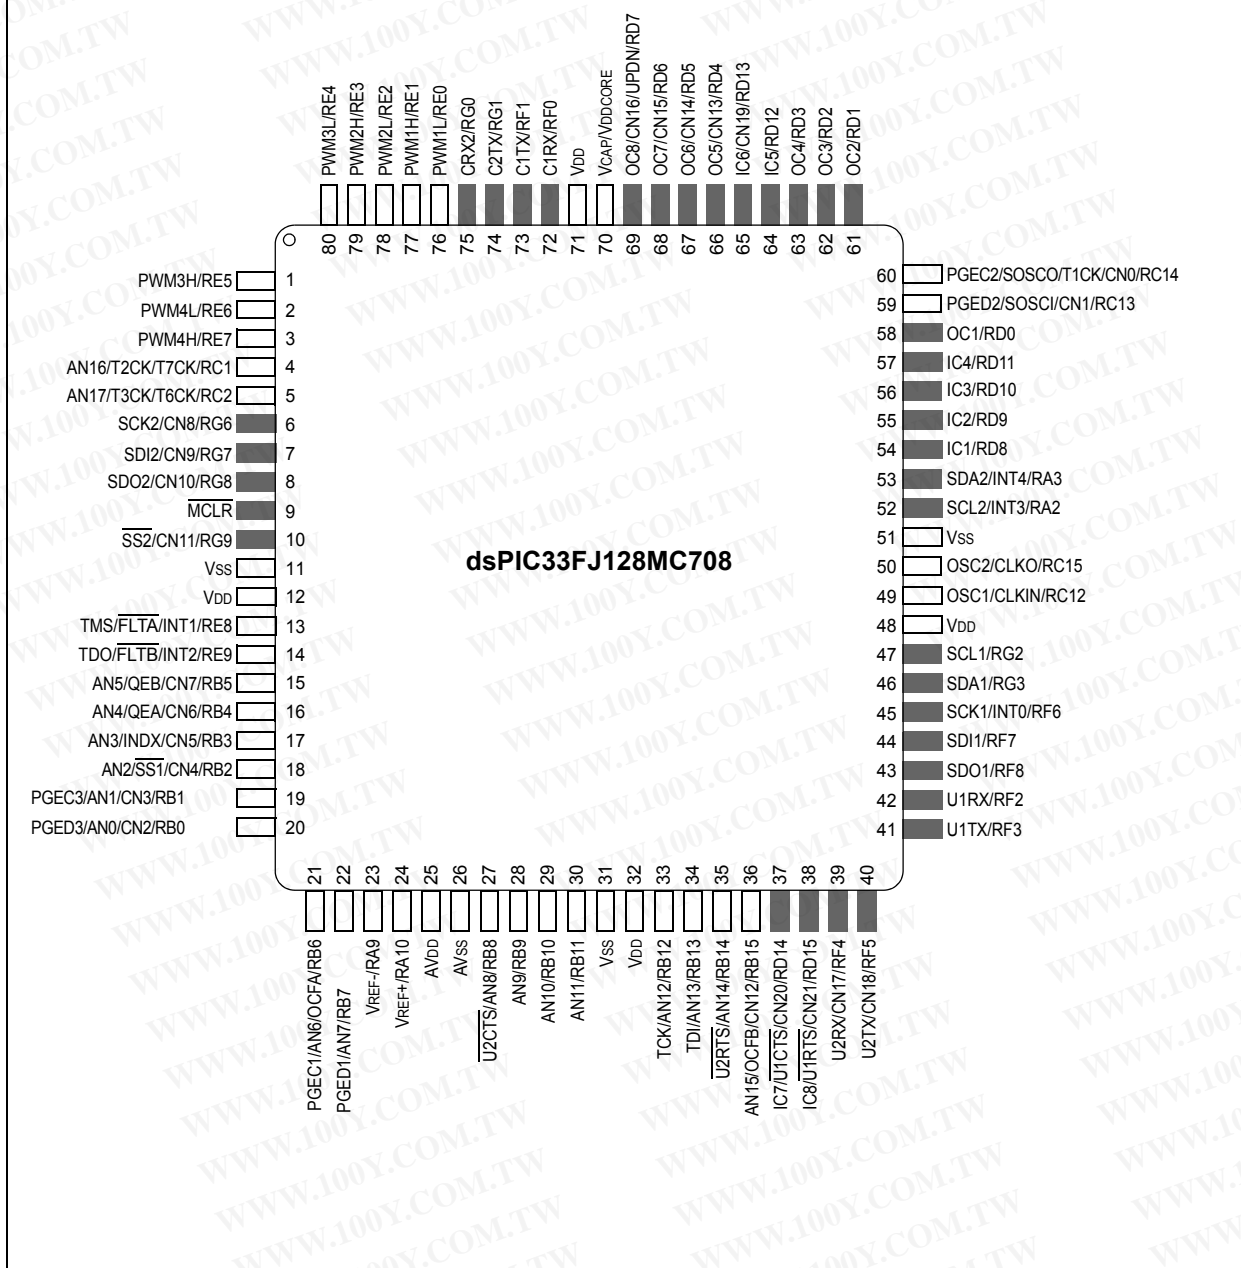 PWM3L/RE4
PWM2H/RE3
PWM2L/RE2
PWM1H/RE1
PWM1L/RE0
CRX2/RG0
C2TX/RG1
C1TX/RF1
C1RX/RF0
VDD
VCAP/VDDCORE
OC8/CN16/UPDN/RD7
OC7/CN15/RD6
OC6/CN14/RD5
OC5/CN13/RD4
IC6/CN19/RD13
IC5/RD12
OC4/RD3
OC3/RD2
OC2/RD1
80 79 78 77 76 75 74 73 72 71 70 69 68 67 66 65 64 63 62 61
PWM3H/RE5 1
PWM4L/RE6 2
PWM4H/RE7 3
AN16/T2CK/T7CK/RC1 4
AN17/T3CK/T6CK/RC2 5
SCK2/CN8/RG6 6
SDI2/CN9/RG7 7
SDO2/CN10/RG8 8
MCLR 9
SS2/CN11/RG9 10
VSS 11
VDD 12
TMS/FLTA/INT1/RE8 13
TDO/FLTB/INT2/RE9 14
AN5/QEB/CN7/RB5 15
AN4/QEA/CN6/RB4 16
AN3/INDX/CN5/RB3 17
AN2/SS1/CN4/RB2 18
PGEC3/AN1/CN3/RB1 19
PGED3/AN0/CN2/RB0 20
dsPIC33FJ128MC708
60 PGEC2/SOSCO/T1CK/CN0/RC14
59 PGED2/SOSCI/CN1/RC13
58 OC1/RD0
57 IC4/RD11
56 IC3/RD10
55 IC2/RD9
54 IC1/RD8
53 SDA2/INT4/RA3
52 SCL2/INT3/RA2
51 VSS
50 OSC2/CLKO/RC15
49 OSC1/CLKIN/RC12
48 VDD
47 SCL1/RG2
46 SDA1/RG3
45 SCK1/INT0/RF6
44 SDI1/RF7
43 SDO1/RF8
42 U1RX/RF2
41 U1TX/RF3
21 22 23 24 25 26 27 28 29 30 31 32 33 34 35 36 37 38 39 40
PGEC1/AN6/OCFA/RB6
PGED1/AN7/RB7
VREF-/RA9
VREF+/RA10
AVDD
AVSS
U2CTS/AN8/RB8
AN9/RB9
AN10/RB10
AN11/RB11
VSS
VDD
TCK/AN12/RB12
TDI/AN13/RB13
U2RTS/AN14/RB14
AN15/OCFB/CN12/RB15
IC7/U1CTS/CN20/RD14
IC8/U1RTS/CN21/RD15
U2RX/CN17/RF4
U2TX/CN18/RF5
WWW.100Y.COM.TW